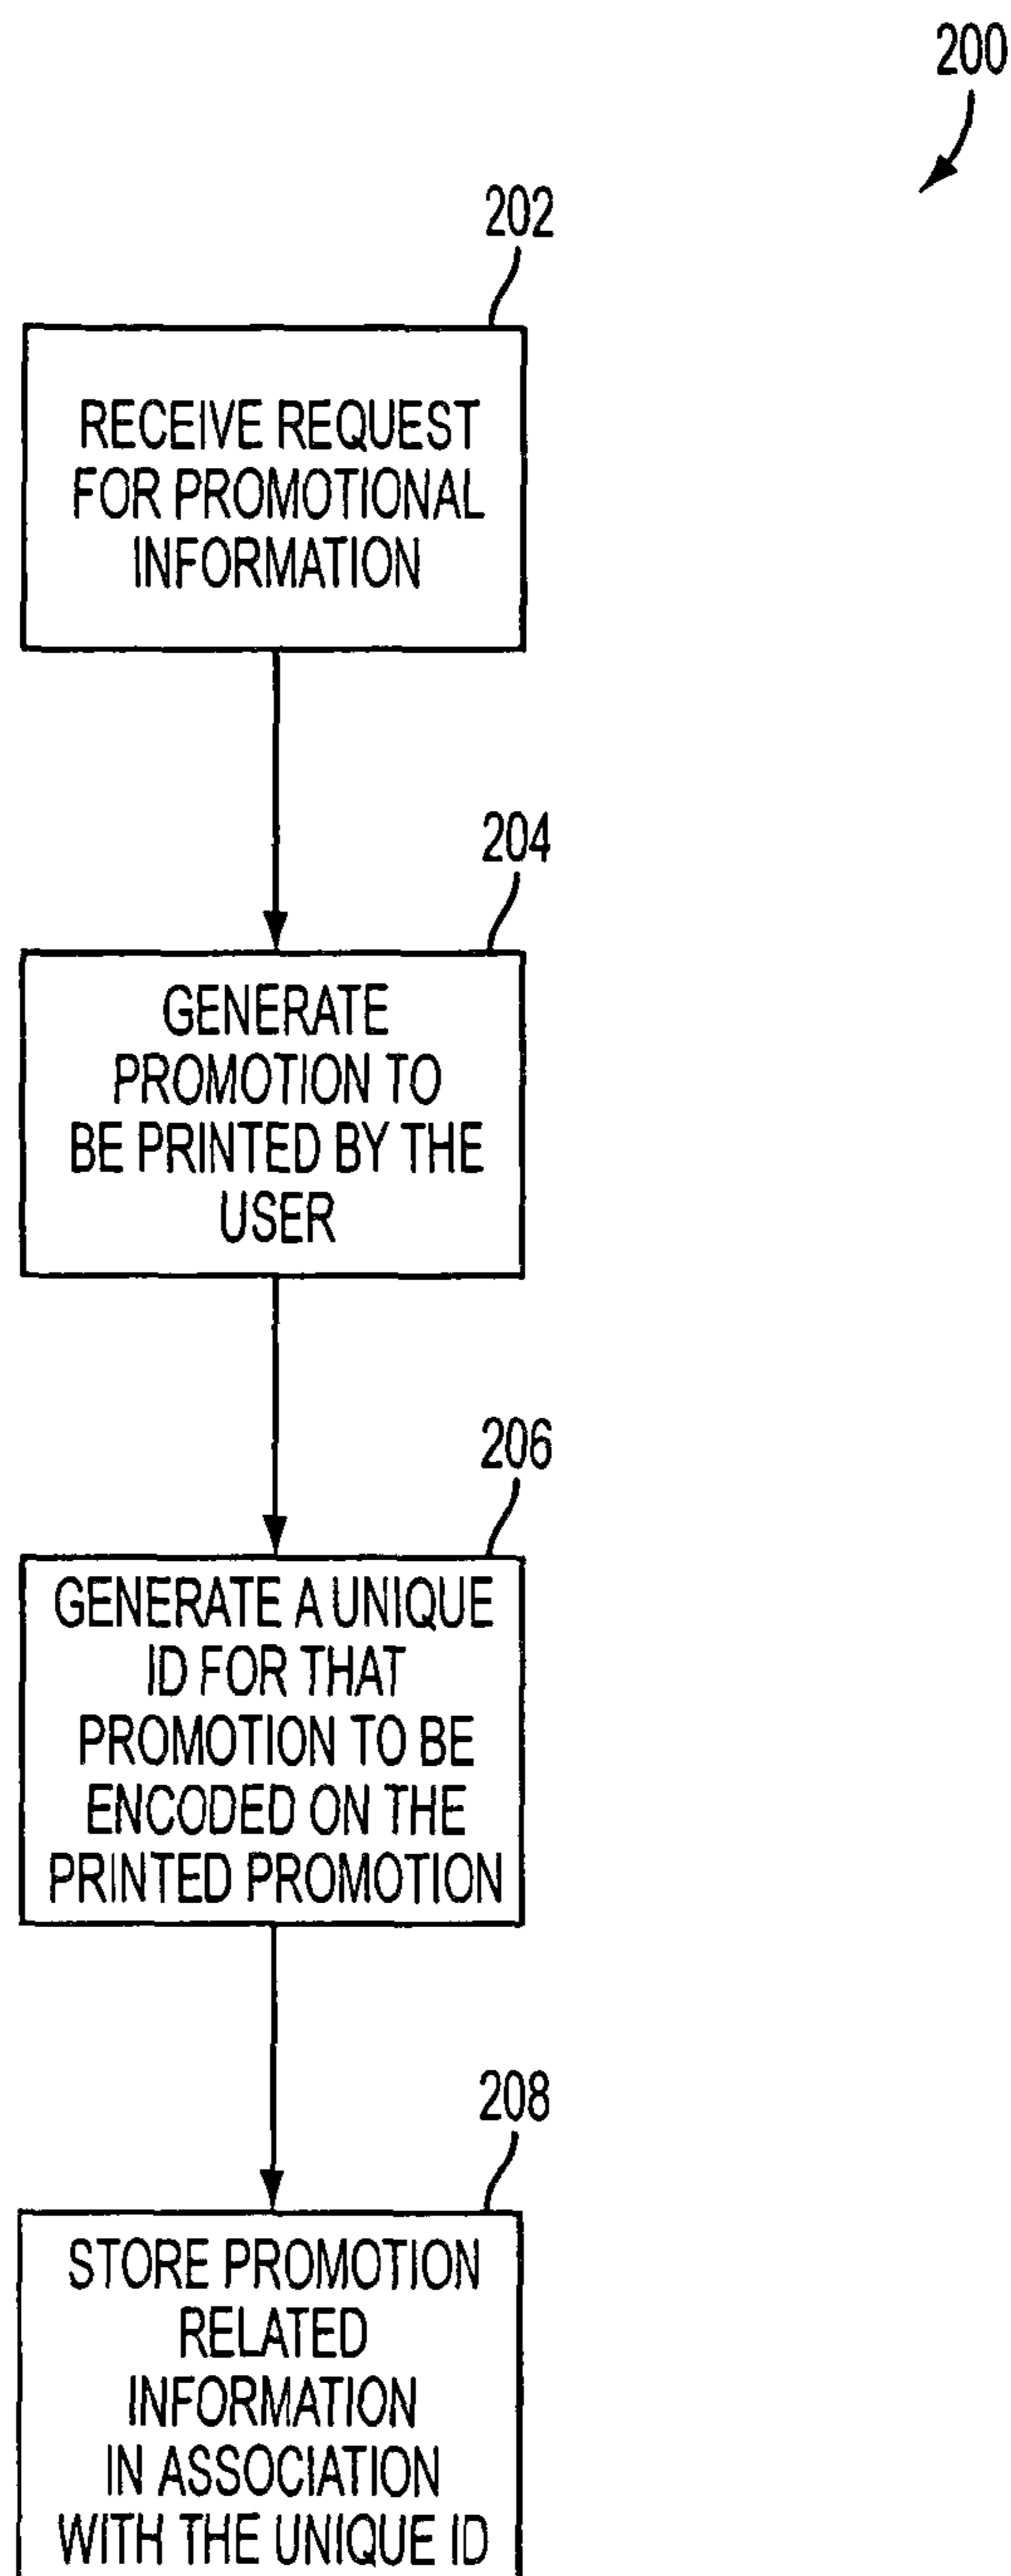 200
202
RECEIVE REQUEST
FOR PROMOTIONAL
INFORMATION
204
GENERATE
PROMOTION TO
BE PRINTED BY THE
USER
206
GENERATE A UNIQUE
ID FOR THAT
PROMOTION TO BE
ENCODED ON THE
PRINTED PROMOTION
208
STORE PROMOTION
RELATED
INFORMATION
IN ASSOCIATION
WITH THE UNIQUE ID